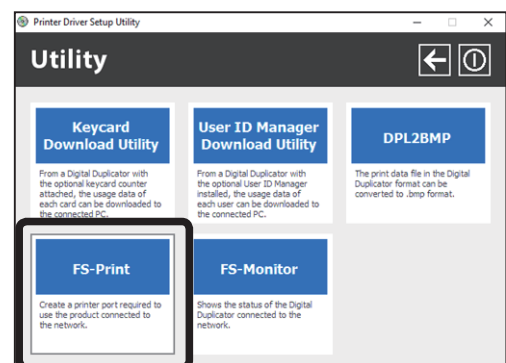 Printer Driver Setup Utility
Utility
Keycard
Download Utility
From a Digital Duplicator with
the optional keycard counter
attached, the usage data of
each card can be downloaded to
the connected PC.
User ID Manager
Download Utility
From a Digital Duplicator with
the optional User ID Manager
installed, the usage data of
each user can be downloaded to
the connected PC.
DPL2BMP
The print data file in the Digital
Duplicator format can be
converted to .bmp format.
FS-Print
Create a printer port required to
use the product connected to
the network.
FS-Monitor
Shows the status of the Digital
Duplicator connected to the
network.